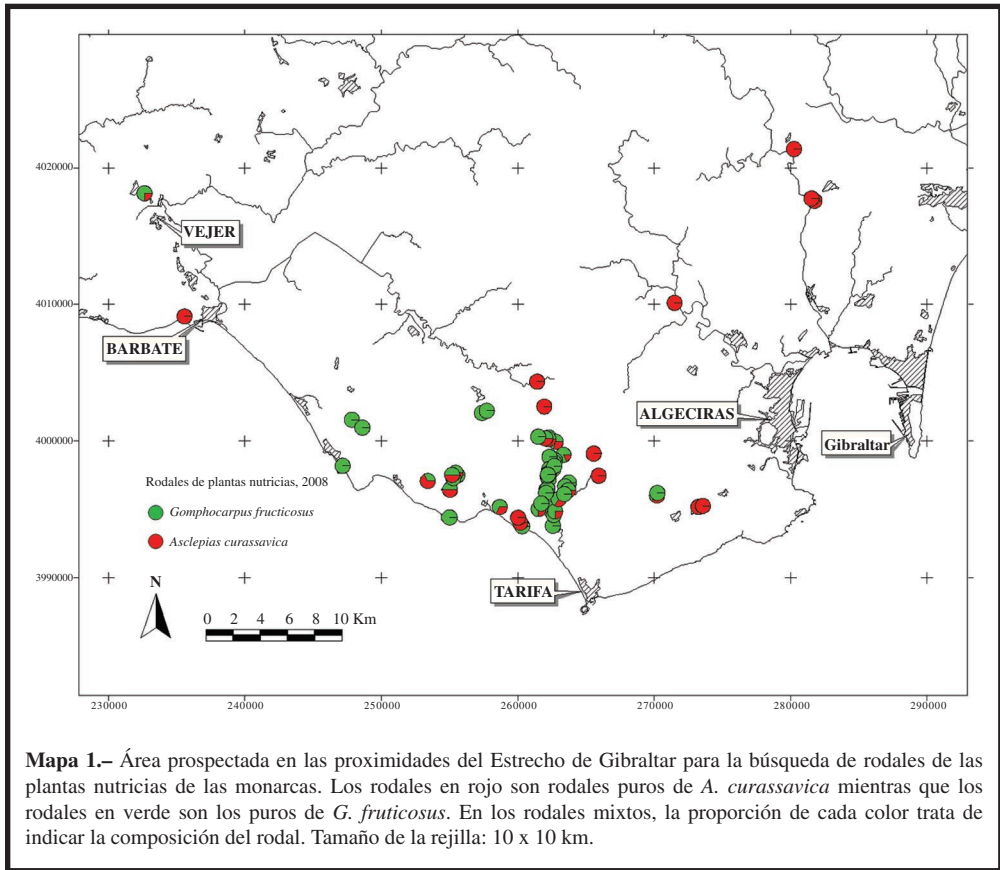 4020000
4010000
4000000
3990000
VEJER
BARBATE
ALGECIRAS
Gibraltar
TARIFA
Rodales de plantas nutricias, 2008
Gomphocarpus fructicosus
Asclepias curassavica
N
0 2 4 6 8 10 Km
230000 240000 250000 260000 270000 280000 290000
Mapa 1.– Área prospectada en las proximidades del Estrecho de Gibraltar para la búsqueda de rodales de las
plantas nutricias de las monarcas. Los rodales en rojo son rodales puros de A. curassavica mientras que los
rodales en verde son los puros de G. fruticosus. En los rodales mixtos, la proporción de cada color trata de
indicar la composición del rodal. Tamaño de la rejilla: 10 x 10 km.